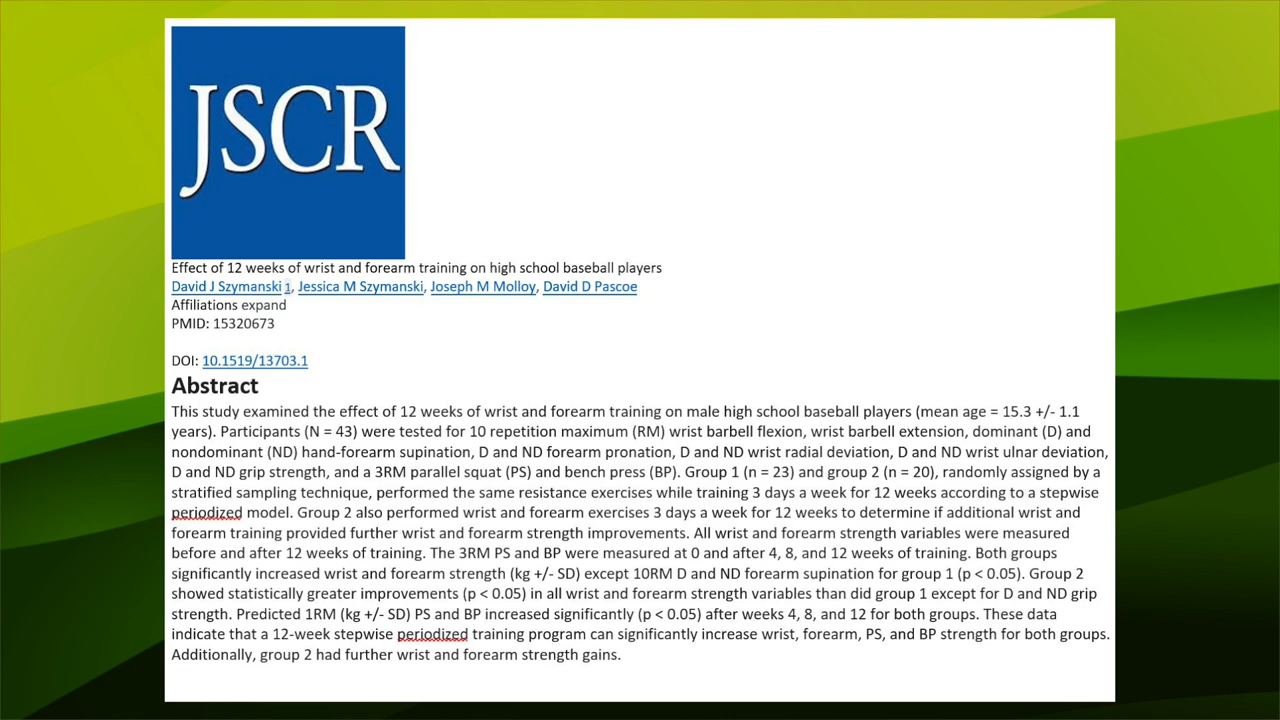 JSCR
Effect of 12 weeks of wrist and forearm training on high school baseball players
David J Szymanski 1, Jessica M Szymanski, Joseph M Molloy, David D Pascoe
Affiliations expand
PMID: 15320673
DOI: 10.1519/13703.1
Abstract
This study examined the effect of 12 weeks of wrist and forearm training on male high school baseball players (mean age = 15.3 +/- 1.1
years). Participants (N = 43) were tested for 10 repetition maximum (RM) wrist barbell flexion, wrist barbell extension, dominant (D) and
nondominant (ND) hand-forearm supination, D and ND forearm pronation, D and ND wrist radial deviation, D and ND wrist ulnar deviation,
D and ND grip strength, and a 3RM parallel squat (PS) and bench press (BP). Group 1 (n = 23) and group 2 (n = 20), randomly assigned by a
stratified sampling technique, performed the same resistance exercises while training 3 days a week for 12 weeks according to a stepwise
periodized model. Group 2 also performed wrist and forearm exercises 3 days a week for 12 weeks to determine if additional wrist and
forearm training provided further wrist and forearm strength improvements. All wrist and forearm strength variables were measured
before and after 12 weeks of training. The 3RM PS and BP were measured at 0 and after 4, 8, and 12 weeks of training. Both groups
significantly increased wrist and forearm strength (kg +/- SD) except 10RM D and ND forearm supination for group 1 (p < 0.05). Group 2
showed statistically greater improvements (p < 0.05) in all wrist and forearm strength variables than did group 1 except for D and ND grip
strength. Predicted 1RM (kg +/- SD) PS and BP increased significantly (p < 0.05) after weeks 4, 8, and 12 for both groups. These data
indicate that a 12-week stepwise periodized training program can significantly increase wrist, forearm, PS, and BP strength for both groups.
Additionally, group 2 had further wrist and forearm strength gains.